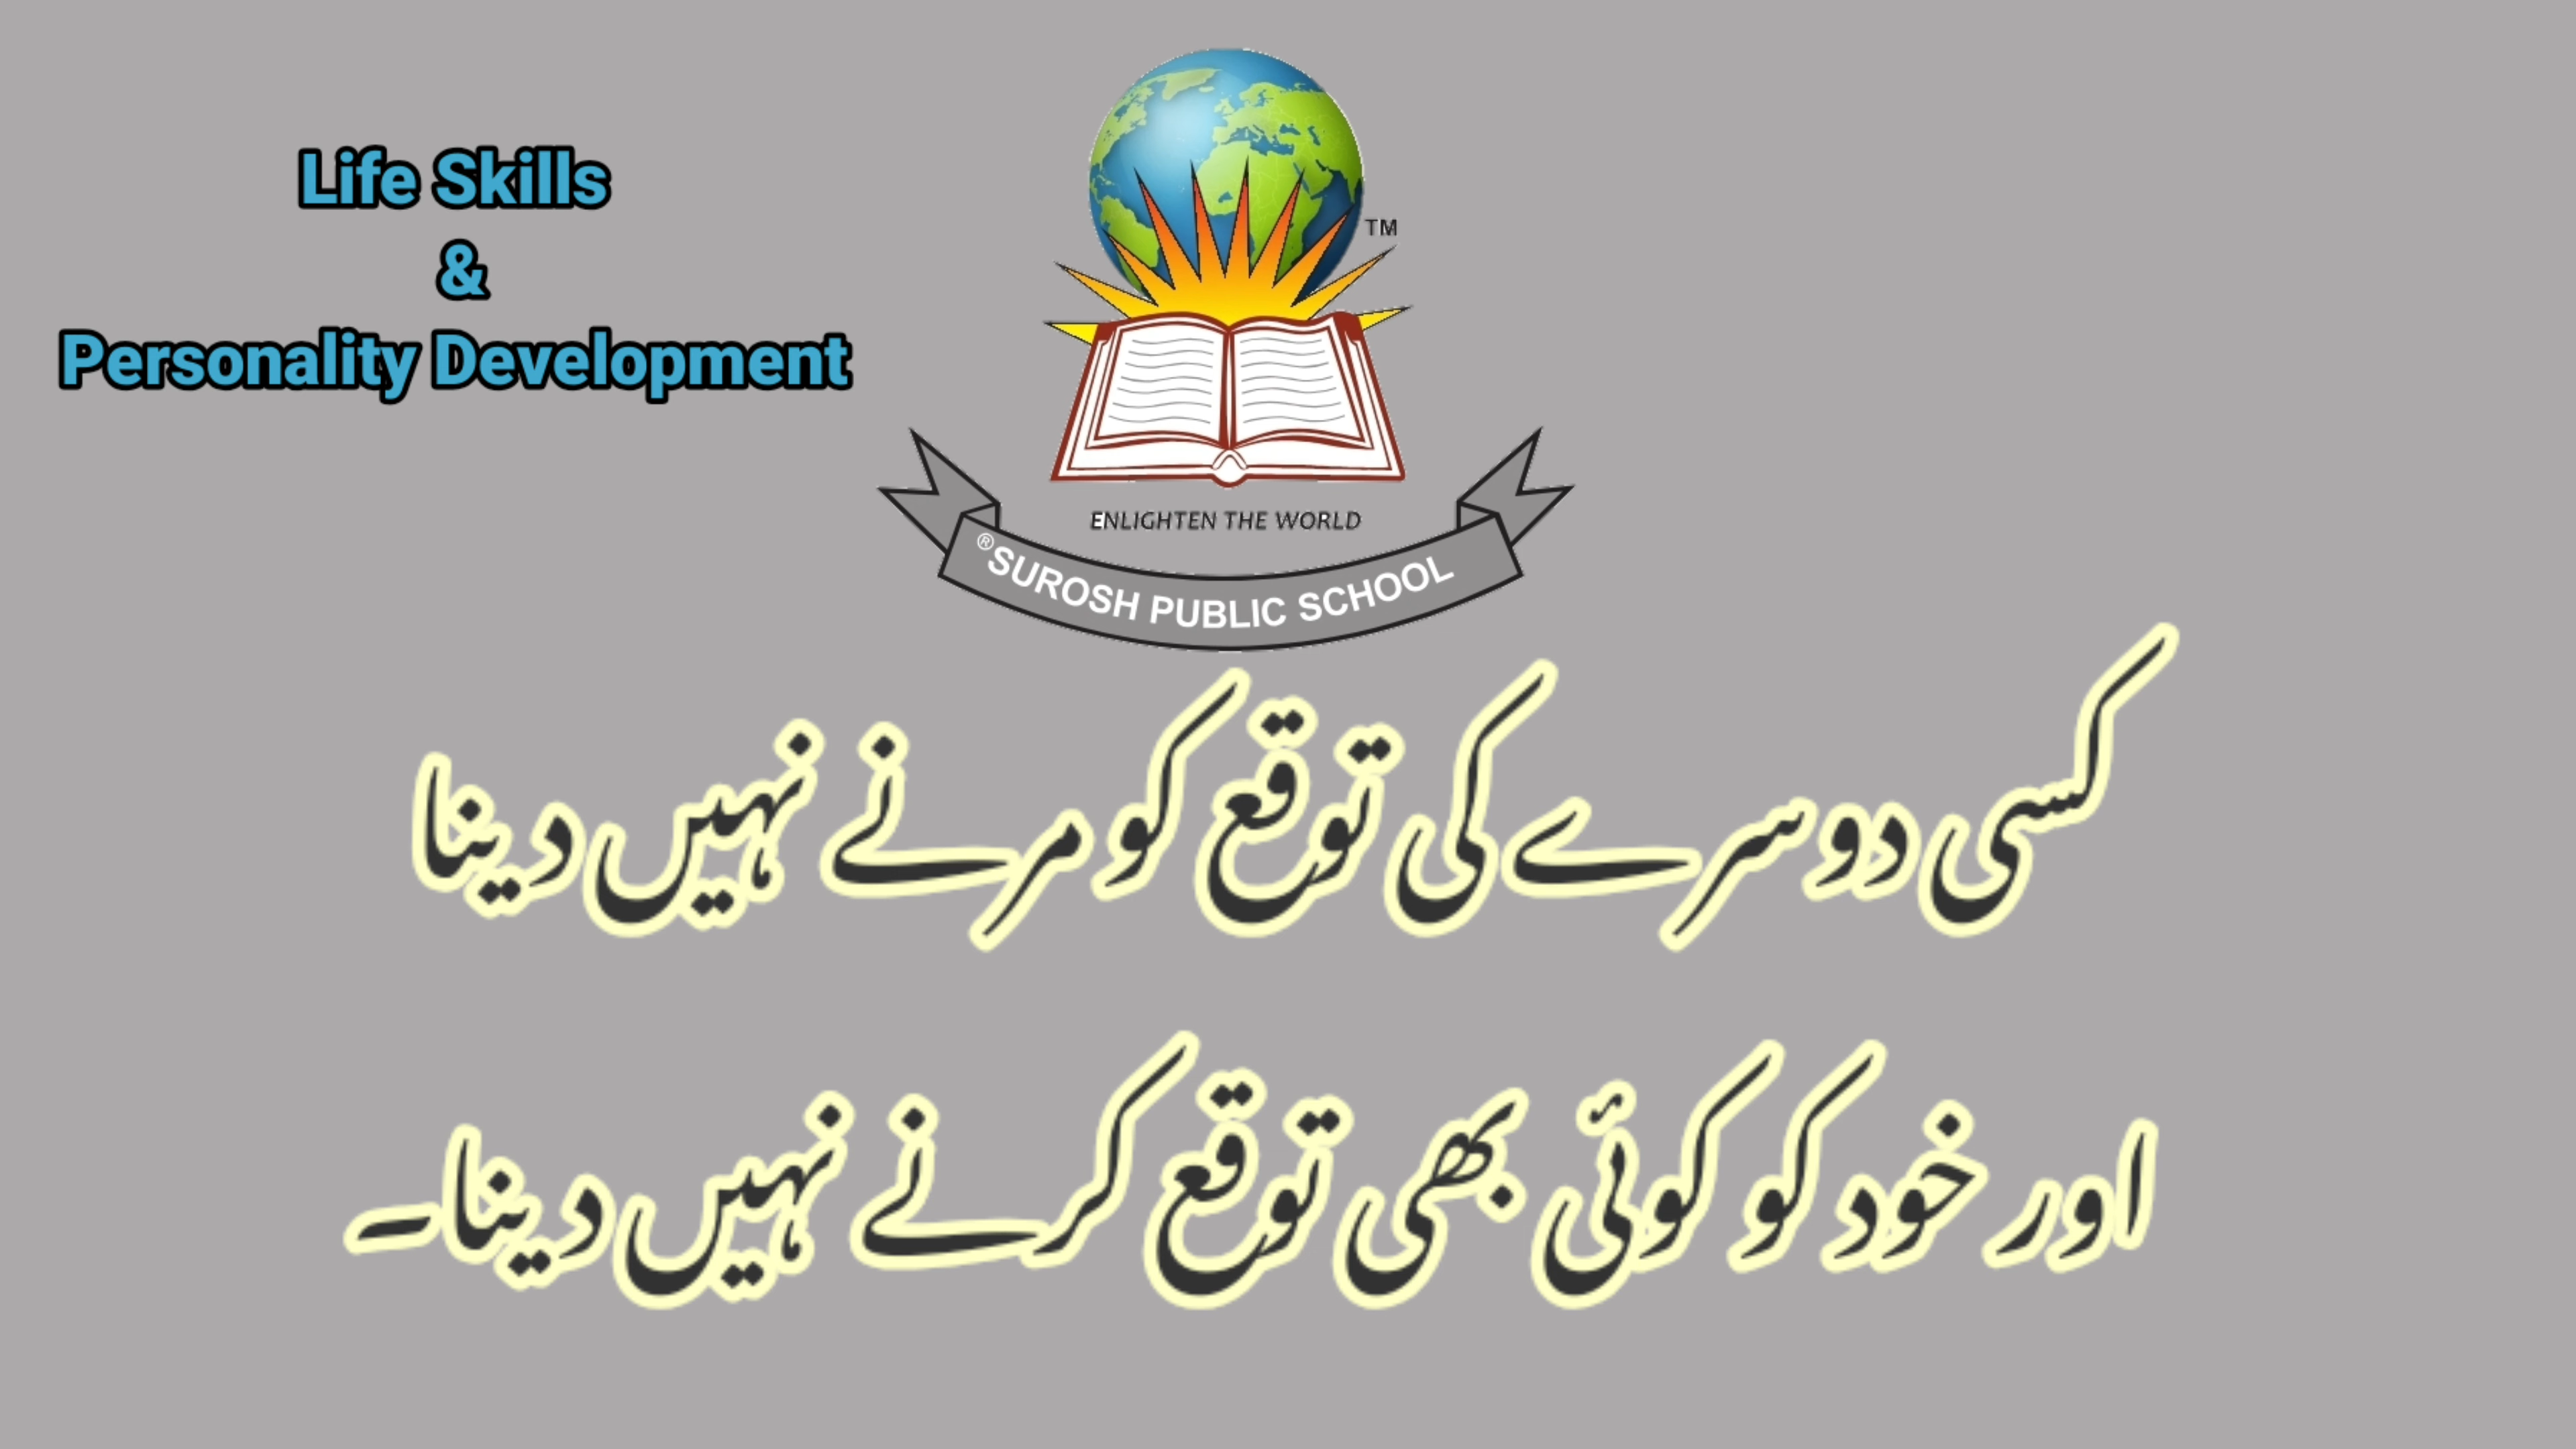 Life Skills
&
Personality Development
TM
ENLIGHTEN THE WORLD
®SUROSH PUBLIC SCHOOL
کسی دوسرے کی توقع کو مرنے نہیں دینا
اور خود کو کوئی بھی توقع کرنے نہیں دینا۔